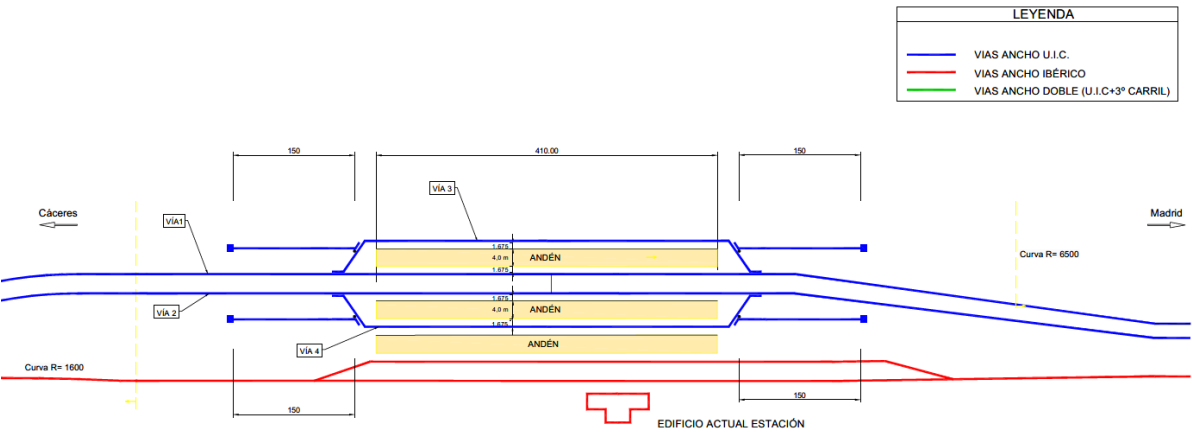 LEYENDA
VIAS ANCHO U.I.C.
VIAS ANCHO IBÉRICO
VIAS ANCHO DOBLE (U.I.C+3º CARRIL)
150
410.00
150
VÍA 3
Cáceres
VÍA1
Madrid
1.675
4,0 m
ANDÉN
1.675
Curva R= 6500
VÍA 2
1.675
4,0 m
ANDÉN
1.675
VÍA 4
ANDÉN
Curva R= 1600
150
150
EDIFICIO ACTUAL ESTACIÓN